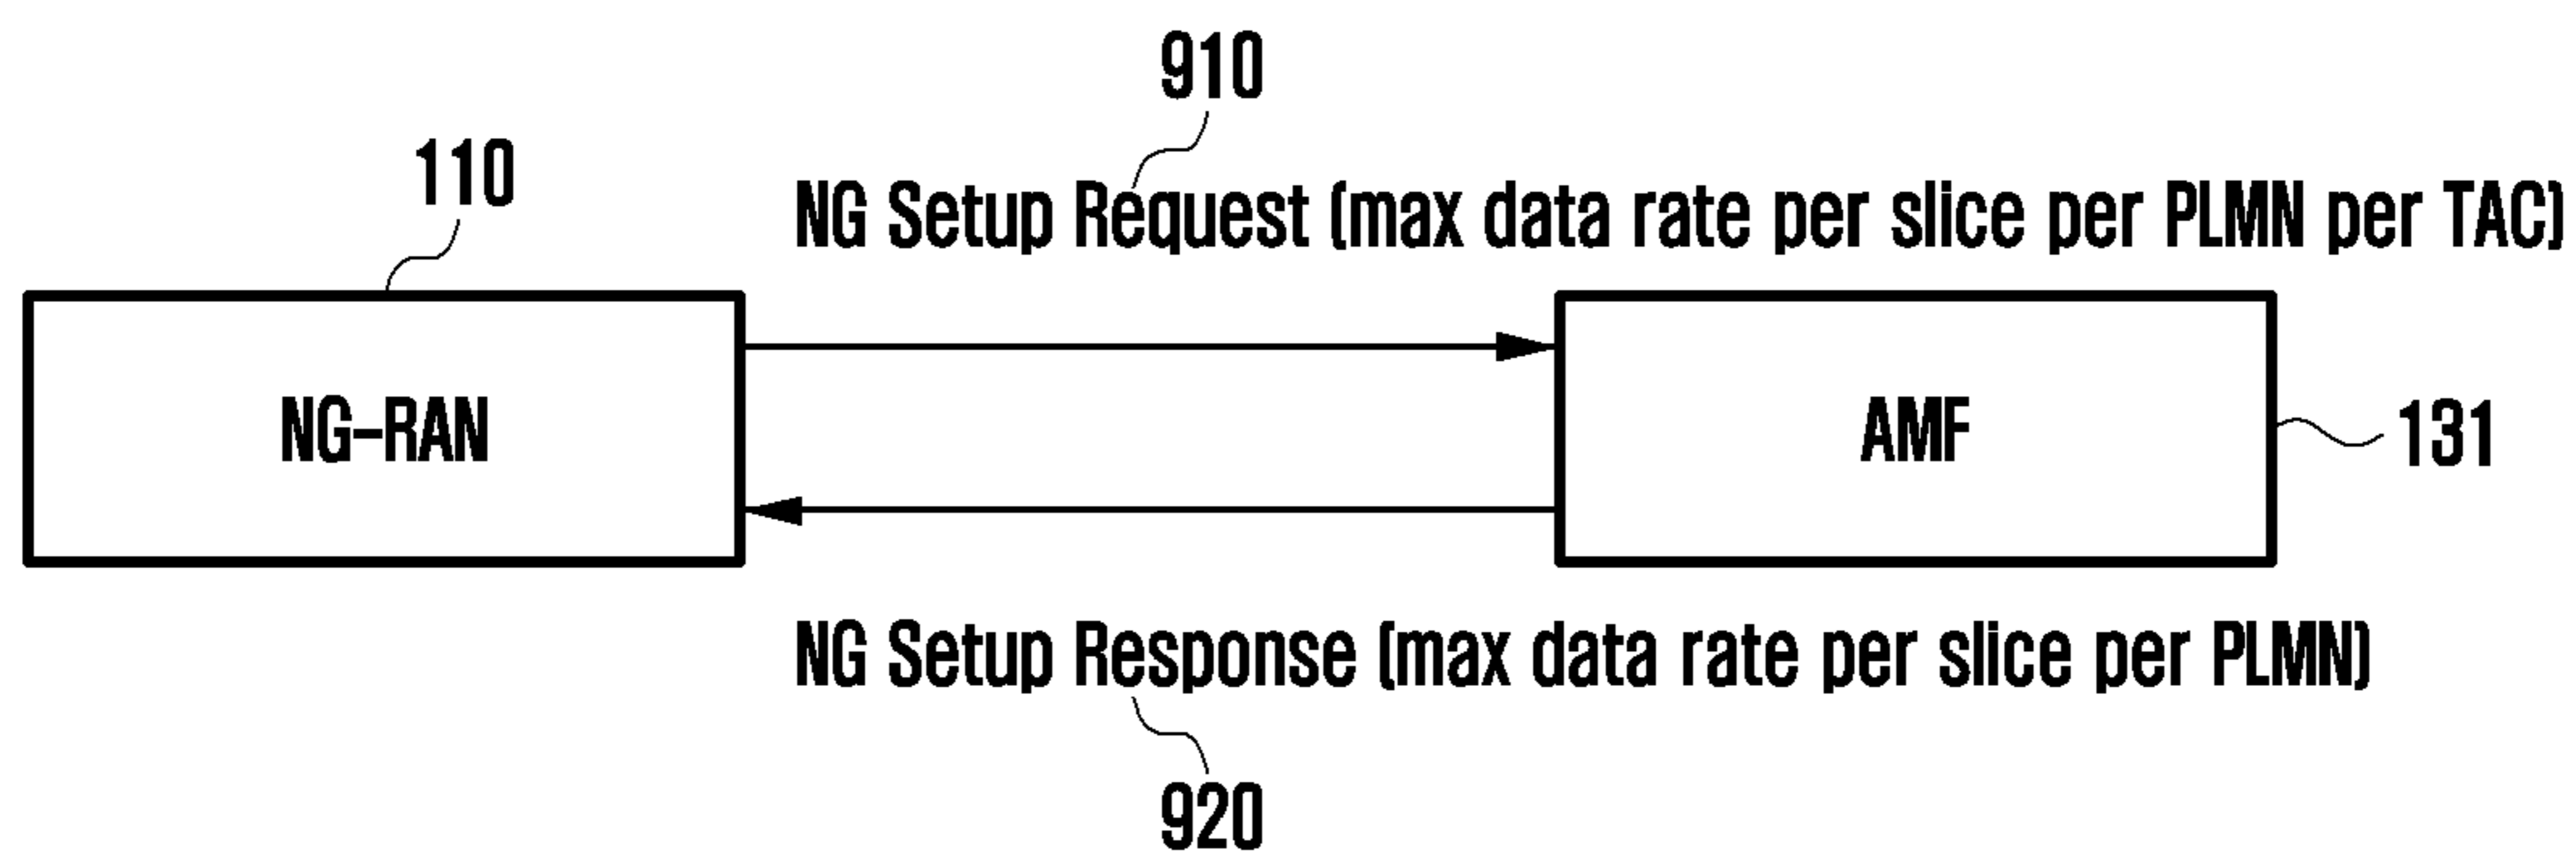 910
110
NG Setup Request (max data rate per slice per PLMN per TAC)
NG-RAN
AMF
131
NG Setup Response (max data rate per slice per PLMN)
920